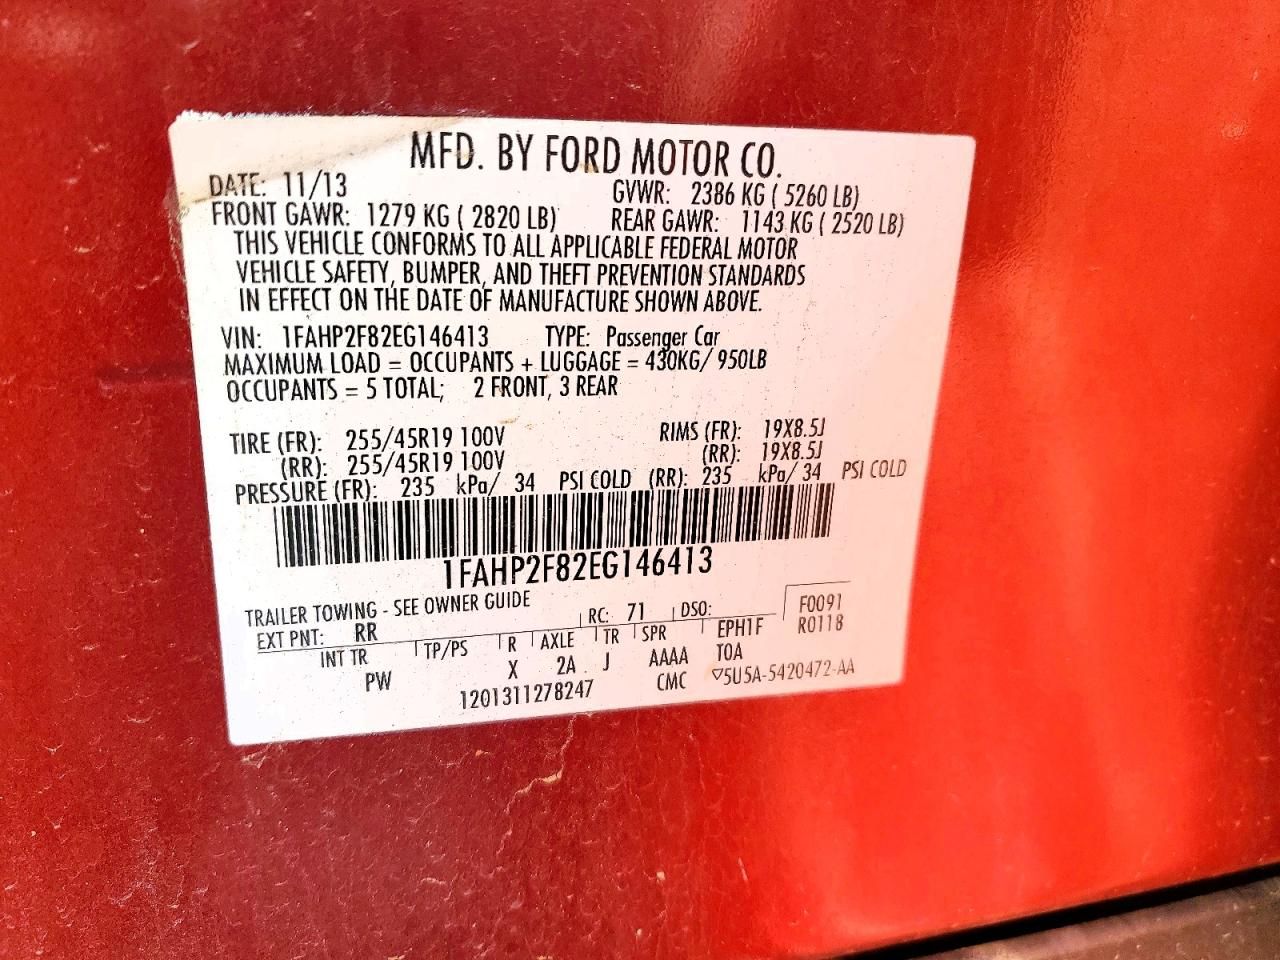 MFD. BY FORD MOTOR CO.
DATE: 11/13 GVWR: 2386 KG ( 5260 LB)
FRONT GAWR: 1279 KG ( 2820 LB) REAR GAWR: 1143 KG ( 2520 LB)
THIS VEHICLE CONFORMS TO ALL APPLICABLE FEDERAL MOTOR
VEHICLE SAFETY, BUMPER, AND THEFT PREVENTION STANDARDS
IN EFFECT ON THE DATE OF MANUFACTURE SHOWN ABOVE.
VIN: 1FAHP2F82EG146413 TYPE: Passenger Car
MAXIMUM LOAD = OCCUPANTS + LUGGAGE = 430KG/ 950LB
OCCUPANTS = 5 TOTAL; 2 FRONT, 3 REAR
TIRE (FR): 255/45R19 100V RIMS (FR): 19X8.5J
(RR): 255/45R19 100V (RR): 19X8.5J
PRESSURE (FR): 235 kPa/ 34 PSI COLD (RR): 235 kPa/ 34 PSI COLD
1FAHP2F82EG146413
TRAILER TOWING - SEE OWNER GUIDE
EXT PNT: RR RC: 71 DSO: F0091
INT TR TP/PS R AXLE TR SPR EPH1F R0118
PW X 2A J AAAA TOA
1201311278247 CMC ▽5U5A-5420472-AA